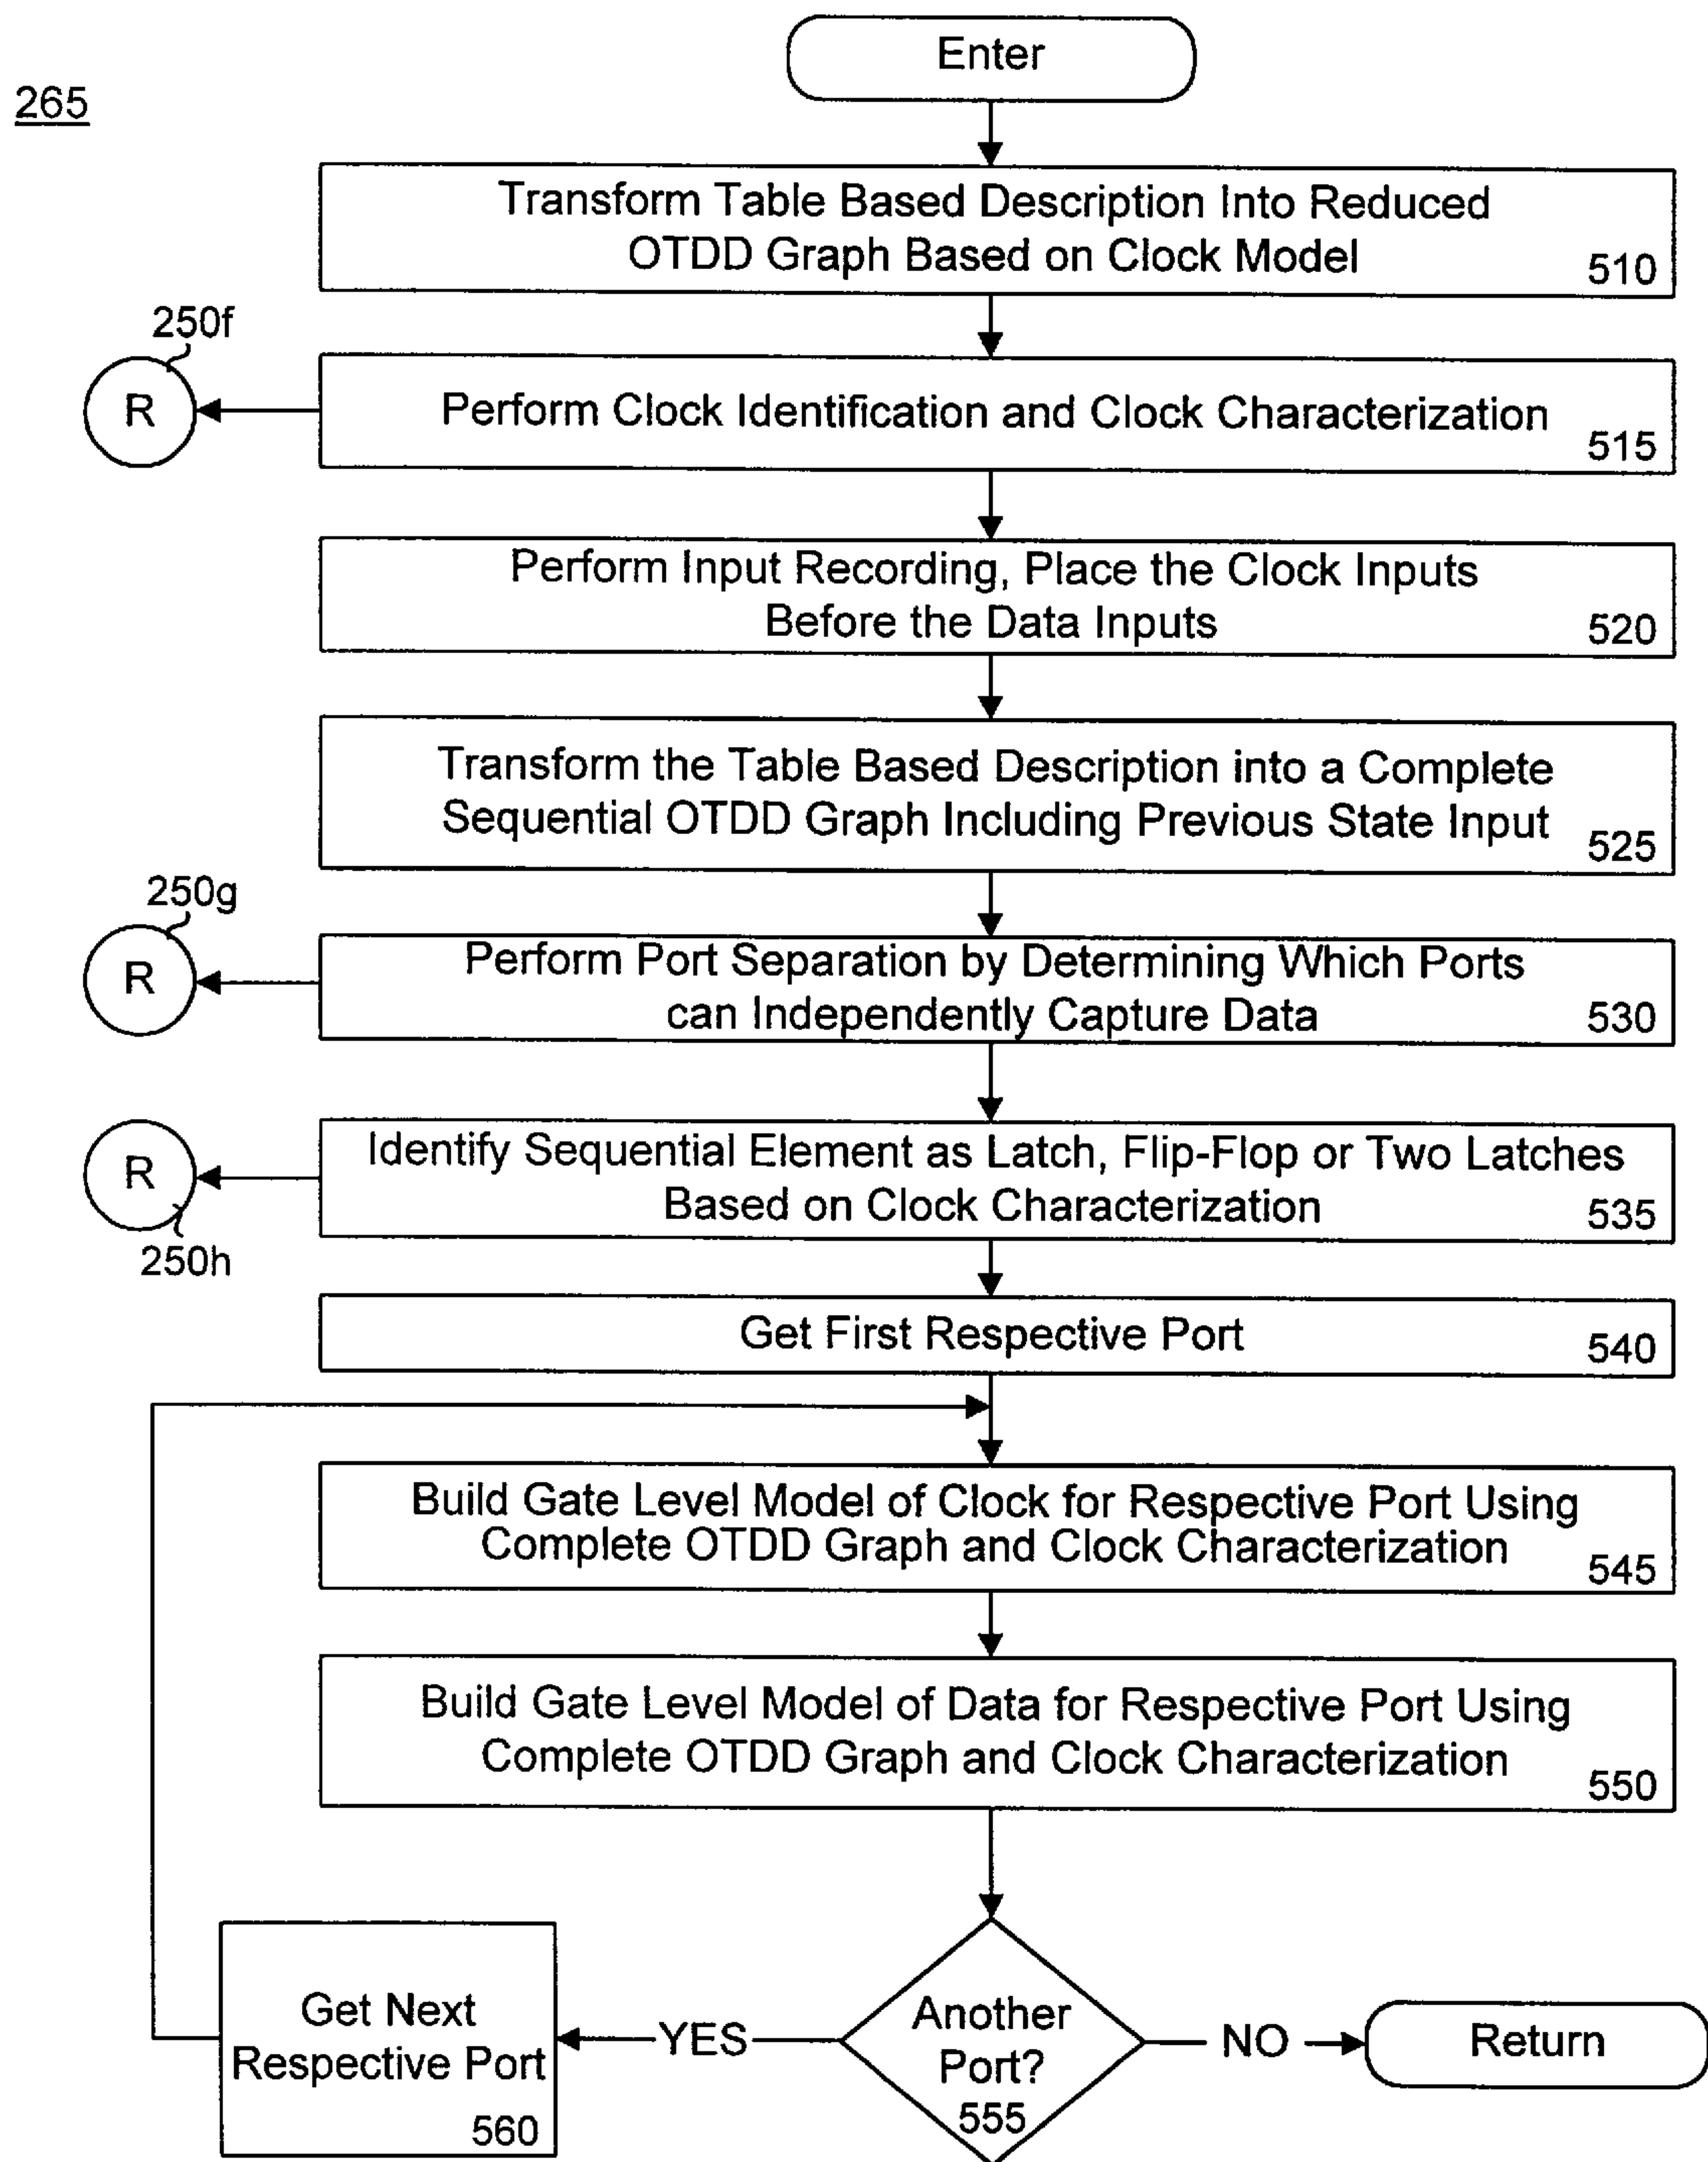 Enter
265
Transform Table Based Description Into Reduced
OTDD Graph Based on Clock Model
510
250f
R
Perform Clock Identification and Clock Characterization
515
Perform Input Recording, Place the Clock Inputs
Before the Data Inputs
520
Transform the Table Based Description into a Complete
Sequential OTDD Graph Including Previous State Input
525
250g
R
Perform Port Separation by Determining Which Ports
can Independently Capture Data
530
R
250h
Identify Sequential Element as Latch, Flip-Flop or Two Latches
Based on Clock Characterization
535
Get First Respective Port
540
Build Gate Level Model of Clock for Respective Port Using
Complete OTDD Graph and Clock Characterization
545
Build Gate Level Model of Data for Respective Port Using
Complete OTDD Graph and Clock Characterization
550
Another
Port?
555
YES
Get Next
Respective Port
560
NO
Return